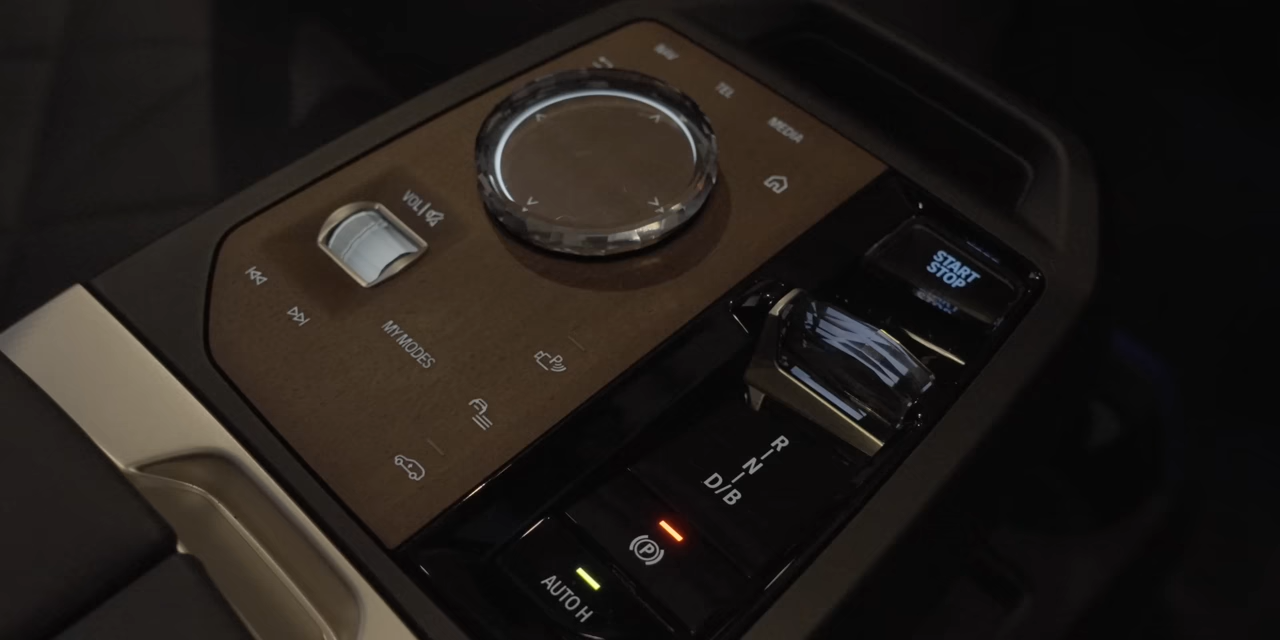 NAV
TEL
MEDIA
VOL
START
STOP
MY MODES
P
R
N
D/B
P
AUTO H